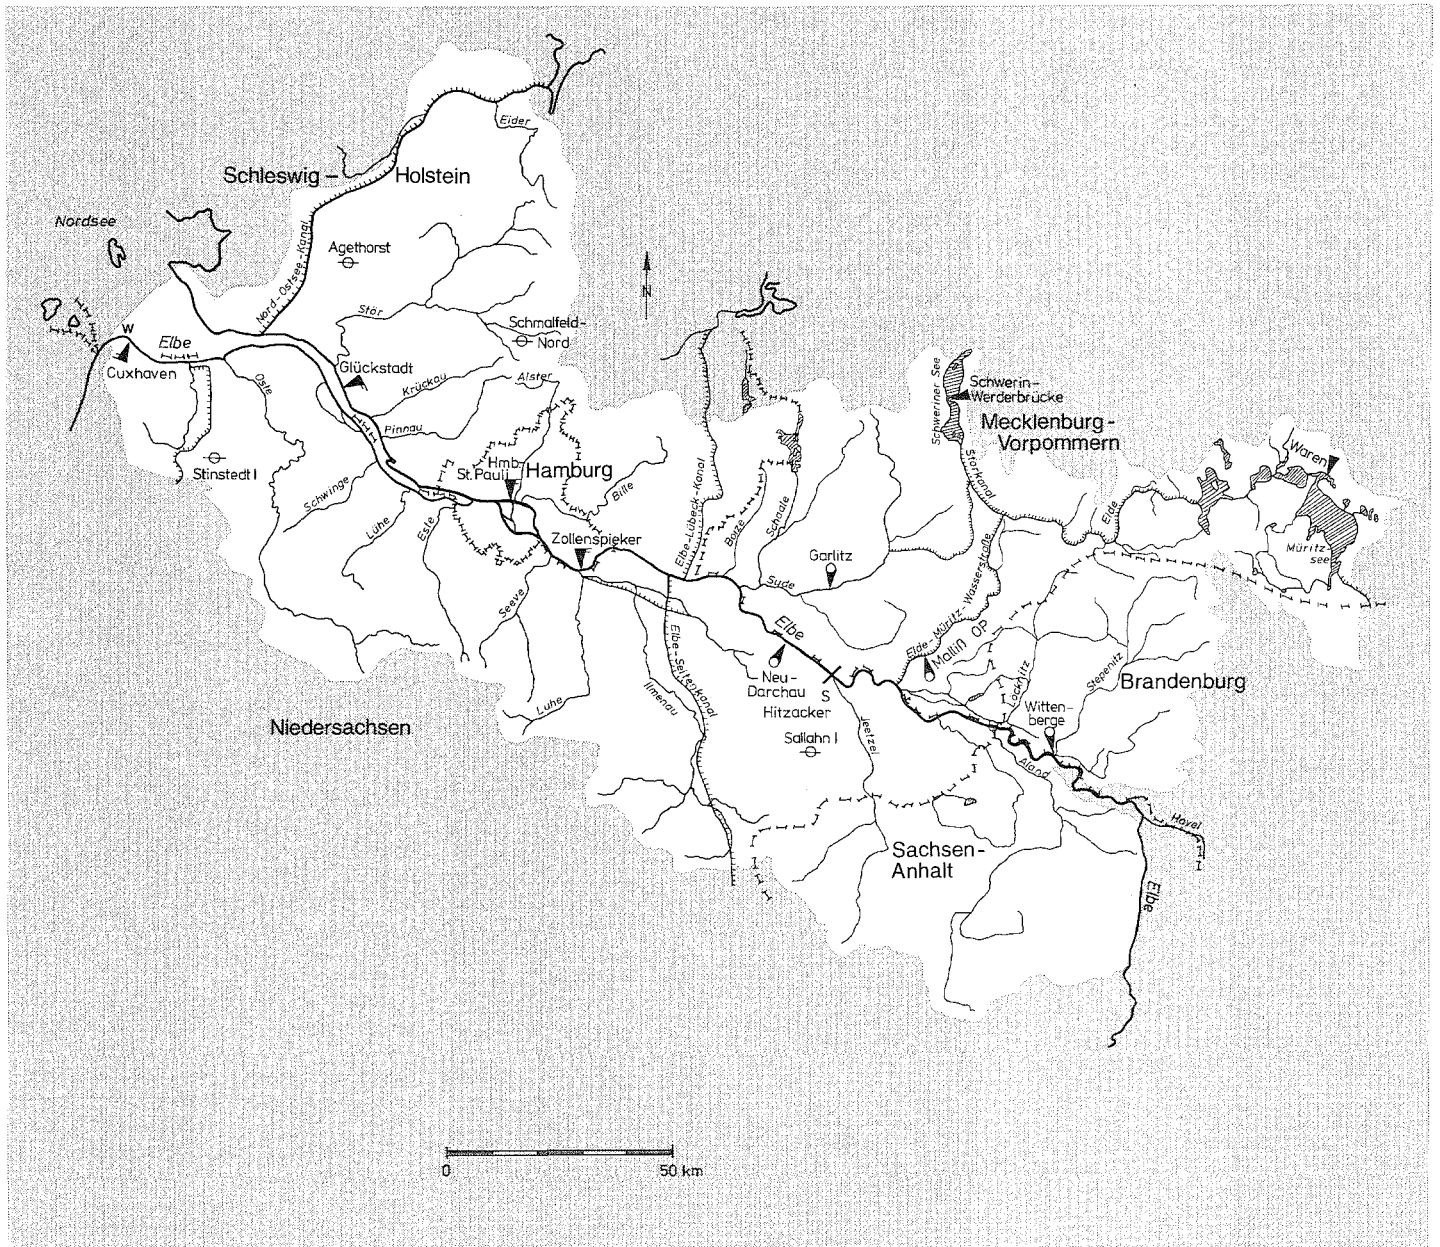 Eider
Schleswig –
Holstein
Nordsee
Nord-Ostsee-Kanal
Agethorst
N
Stör
Schmalfeld-
Nord
W
Elbe
Cuxhaven
Glückstadt
Oste
Krückau
Alster
Schweriner See
Schwerin-
Werderbrücke
Mecklenburg-
Vorpommern
Pinnau
Stinstedt I
Hmb-
St. Pauli
Hamburg
Waren
Störkanal
Schwinge
Bille
Elbe-Lübeck-Kanal
Boize
Schaale
Elde
Lühe
Este
Zollenspieker
Garlitz
Müritz-
see
Sude
Elde-Müritz-Wasserstraße
Seeve
Elbe
Malliß OP
Elbe-Seitenkanal
Löcknitz
Stepenitz
Neu-
Darchau
Brandenburg
Ilmenau
S
Hitzacker
Luhe
Witten-
berge
Niedersachsen
Jeetzel
Sallahn I
Aland
Havel
Sachsen-
Anhalt
Elbe
0
50 km